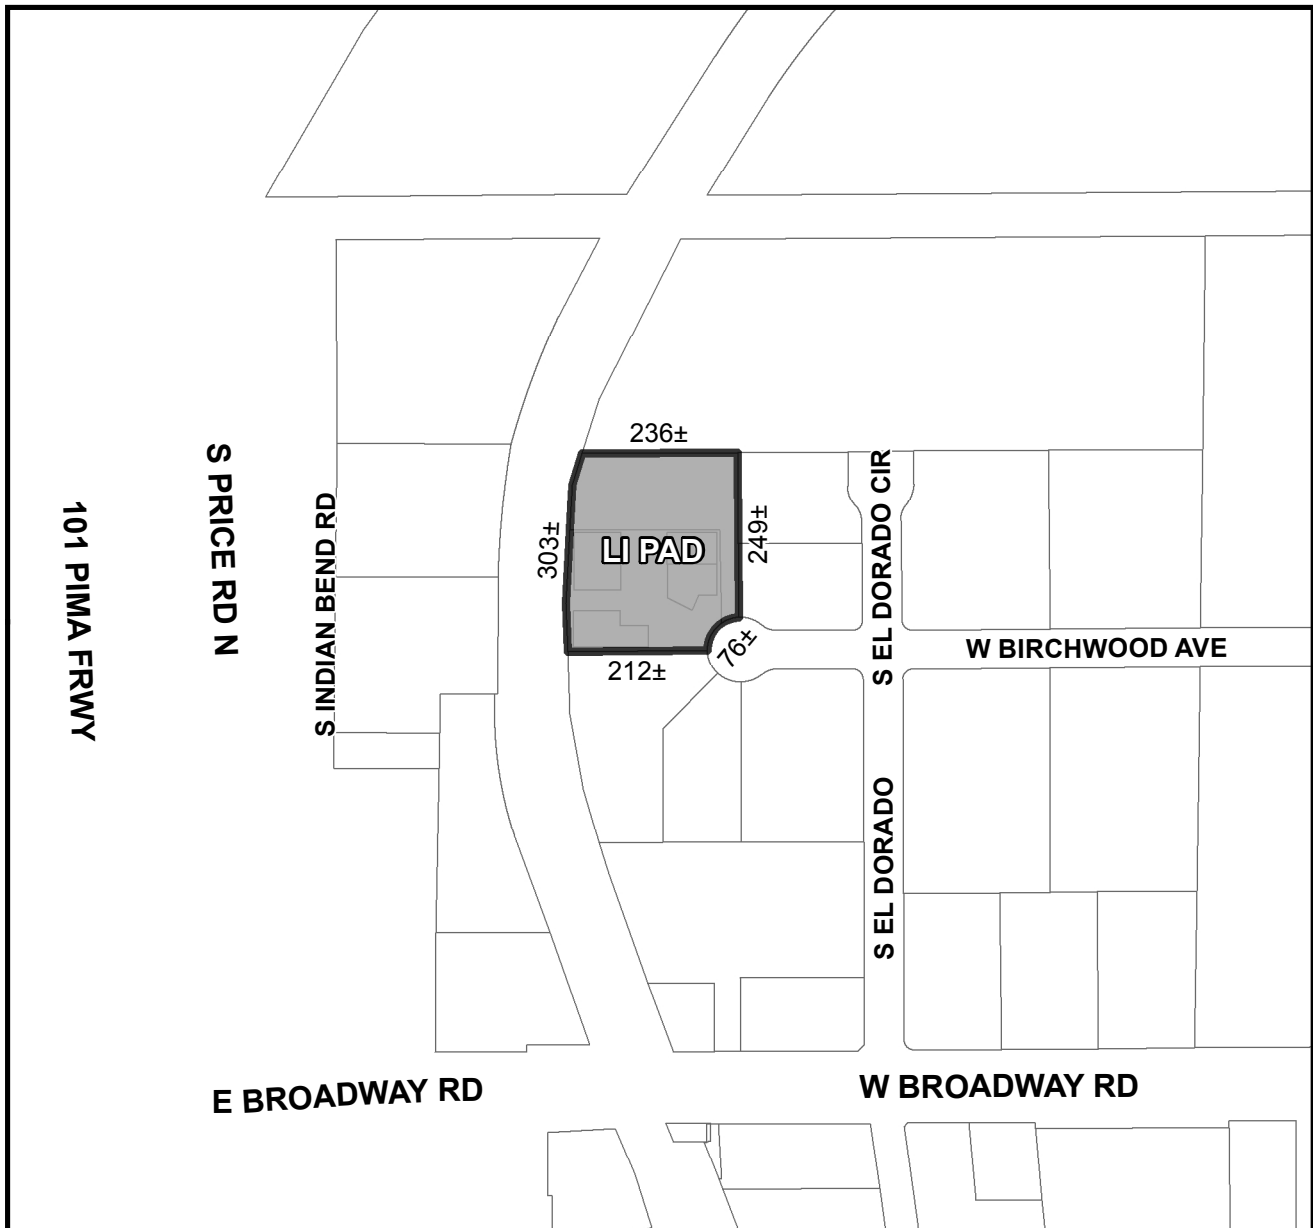 236±
S PRICE RD N
S EL DORADO CIR
101 PIMA FRWY
S INDIAN BEND RD
303±
LI PAD
249±
76±
W BIRCHWOOD AVE
212±
S EL DORADO
E BROADWAY RD
W BROADWAY RD